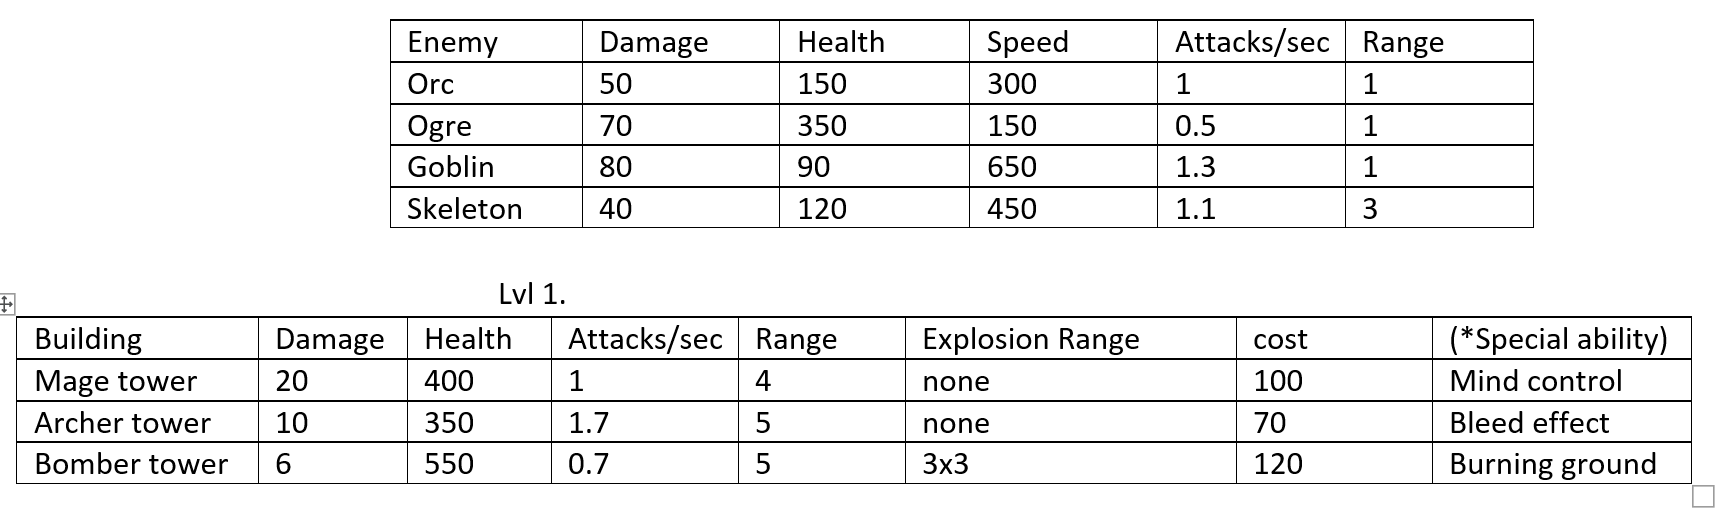 Enemy Damage Health Speed Attacks/sec Range
Orc 50 150 300 1 1
Ogre 70 350 150 0.5 1
Goblin 80 90 650 1.3 1
Skeleton 40 120 450 1.1 3
Lvl 1.
Building Damage Health Attacks/sec Range Explosion Range cost (*Special ability)
Mage tower 20 400 1 4 none 100 Mind control
Archer tower 10 350 1.7 5 none 70 Bleed effect
Bomber tower 6 550 0.7 5 3x3 120 Burning ground